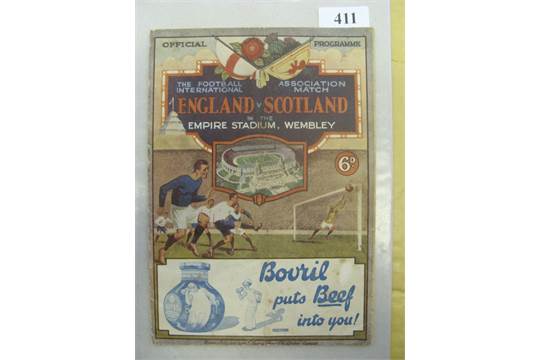 411
OFFICIAL PROGRAMME
THE FOOTBALL ASSOCIATION
INTERNATIONAL MATCH
ENGLAND V SCOTLAND
IN THE
EMPIRE STADIUM, WEMBLEY
6D
Bovril
puts Beef
into you!